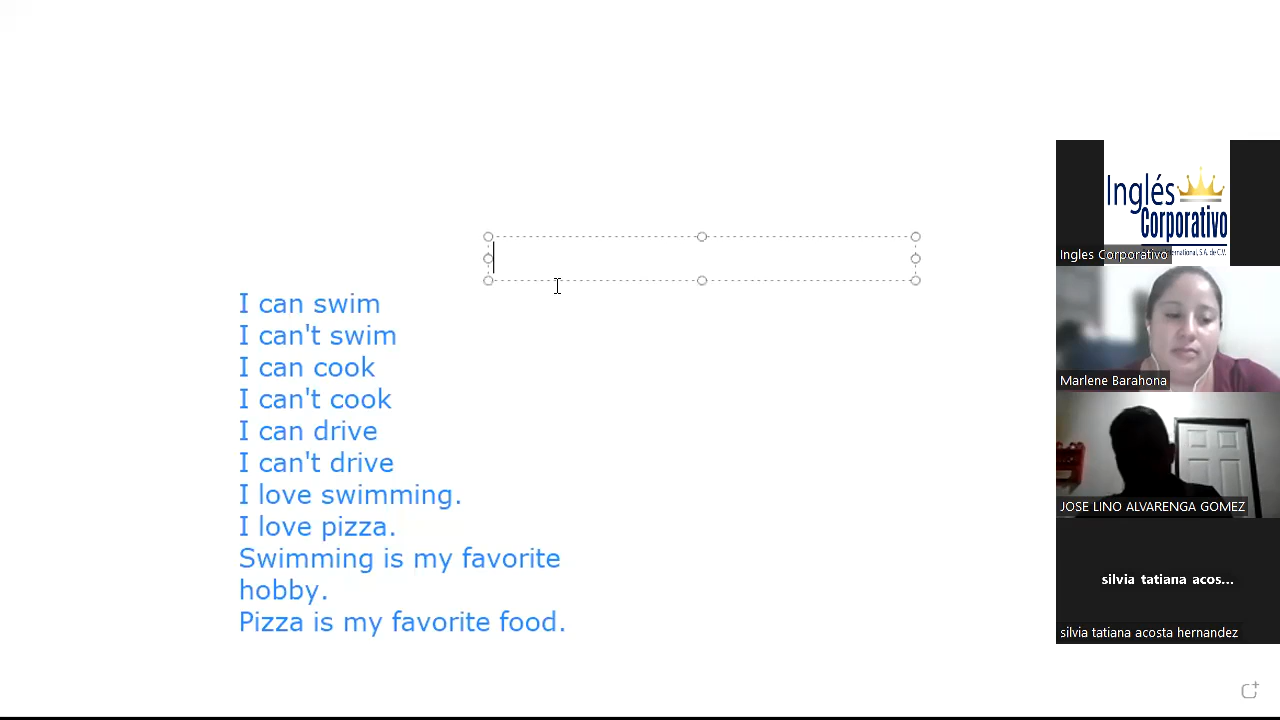 I can swim
I can't swim
I can cook
I can't cook
I can drive
I can't drive
I love swimming.
I love pizza.
Swimming is my favorite
hobby.
Pizza is my favorite food.
Inglés
Corporativo
Ingles Corporativo
Marlene Barahona
JOSE LINO ALVARENGA GOMEZ
silvia tatiana acos...
silvia tatiana acosta hernandez